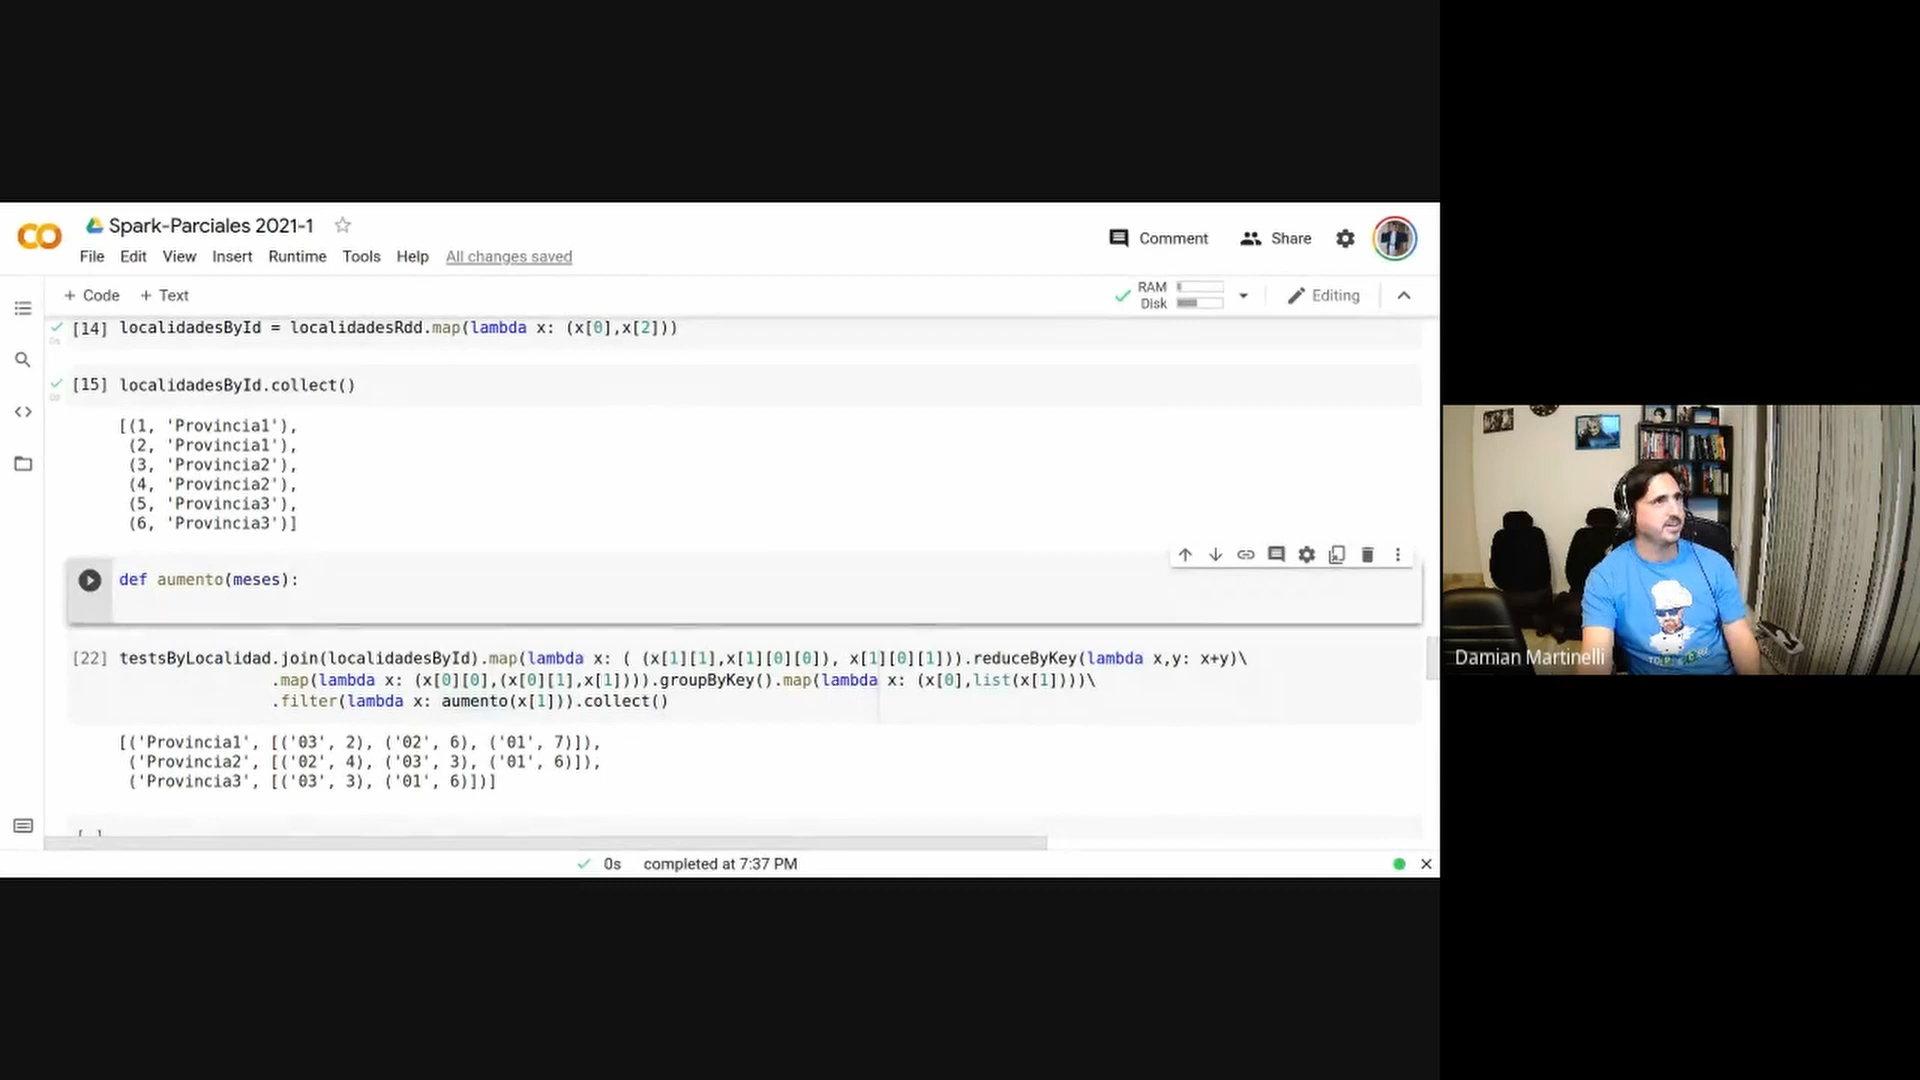 Spark-Parciales 2021-1
File Edit View Insert Runtime Tools Help All changes saved
Comment Share
+ Code + Text
RAM
Disk
Editing
[14] localidadesById = localidadesRdd.map(lambda x: (x[0],x[2]))
0s
[15] localidadesById.collect()
0s
[(1, 'Provincia1'),
(2, 'Provincia1'),
(3, 'Provincia2'),
(4, 'Provincia2'),
(5, 'Provincia3'),
(6, 'Provincia3')]
def aumento(meses):
[22] testsByLocalidad.join(localidadesById).map(lambda x: ( (x[1][1],x[1][0][0]), x[1][0][1])).reduceByKey(lambda x,y: x+y)\
.map(lambda x: (x[0][0],(x[0][1],x[1]))).groupByKey().map(lambda x: (x[0],list(x[1])))\
.filter(lambda x: aumento(x[1])).collect()
[('Provincia1', [('03', 2), ('02', 6), ('01', 7)]),
('Provincia2', [('02', 4), ('03', 3), ('01', 6)]),
('Provincia3', [('03', 3), ('01', 6)])]
[ ]
0s completed at 7:37 PM
Damian Martinelli